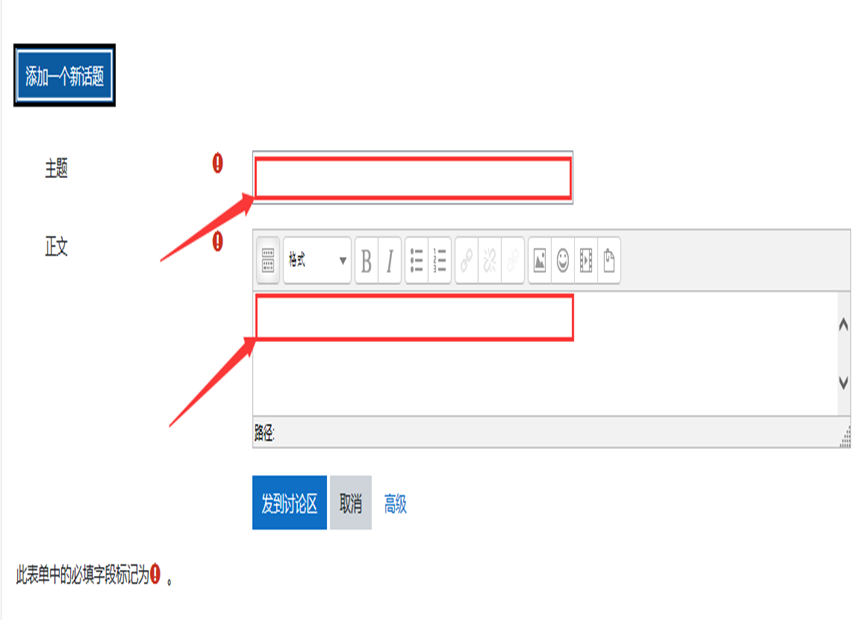 添加一个新话题
主题
正文
格式 B I
路径:
发到讨论区 取消 高级
此表单中的必填字段标记为 。